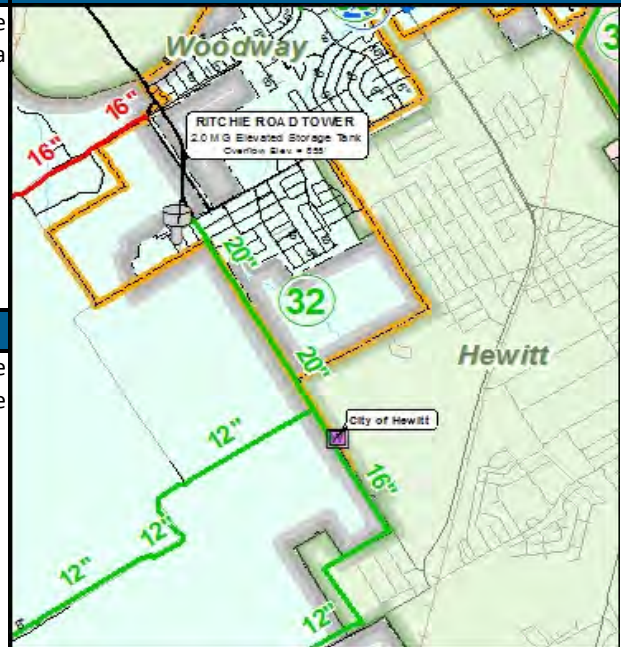 e
a
e
e
Woodway
16"
16"
RITCHIE ROAD TOWER
2.0 MG Elevated Storage Tank
20"
32
20"
Hewitt
12"
City of Hewitt
16"
12"
12"
12"
3